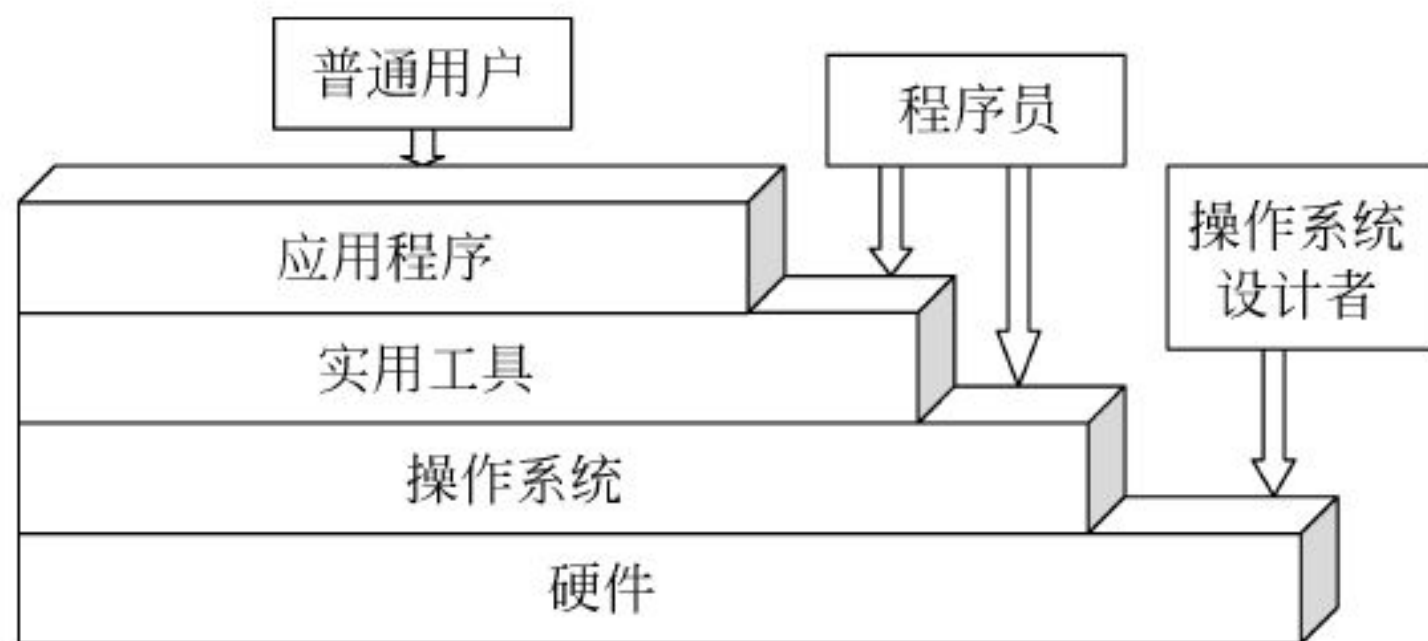 普通用户
程序员
操作系统
设计者
应用程序
实用工具
操作系统
硬件